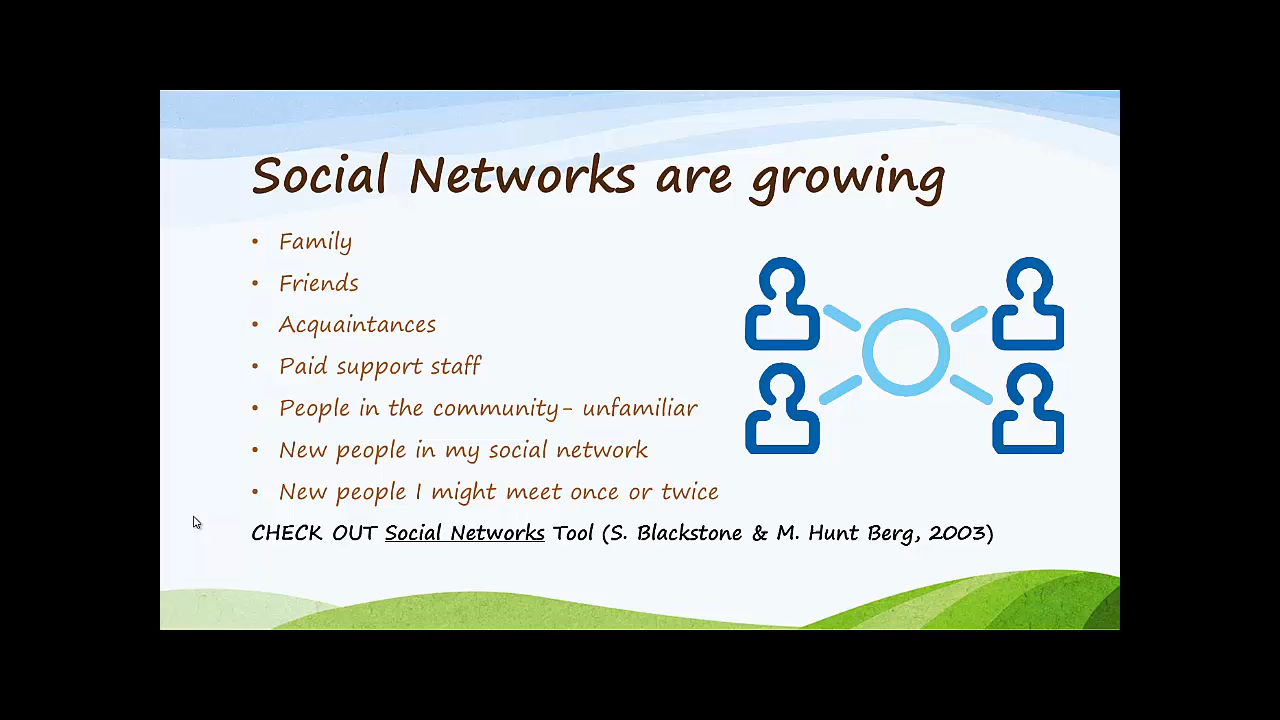 Social Networks are growing
• Family
• Friends
• Acquaintances
• Paid support staff
• People in the community- unfamiliar
• New people in my social network
• New people I might meet once or twice
CHECK OUT Social Networks Tool (S. Blackstone & M. Hunt Berg, 2003)